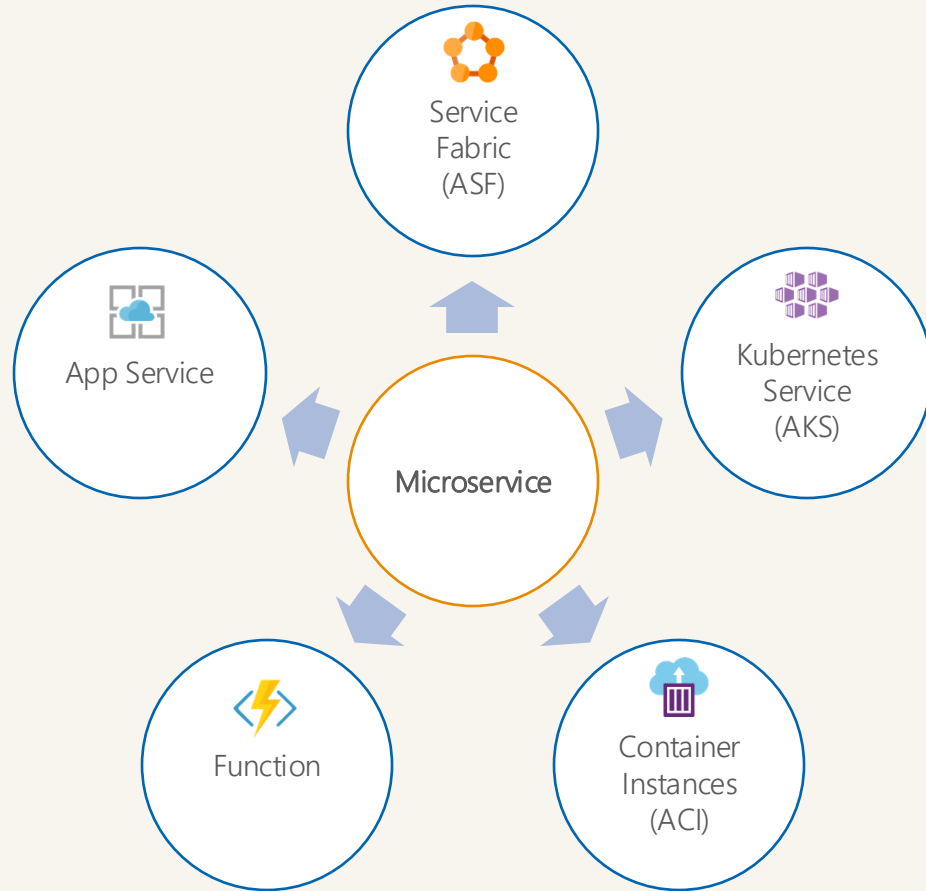 Service
Fabric
(ASF)
App Service
Kubernetes
Service
(AKS)
Microservice
Function
Container
Instances
(ACI)